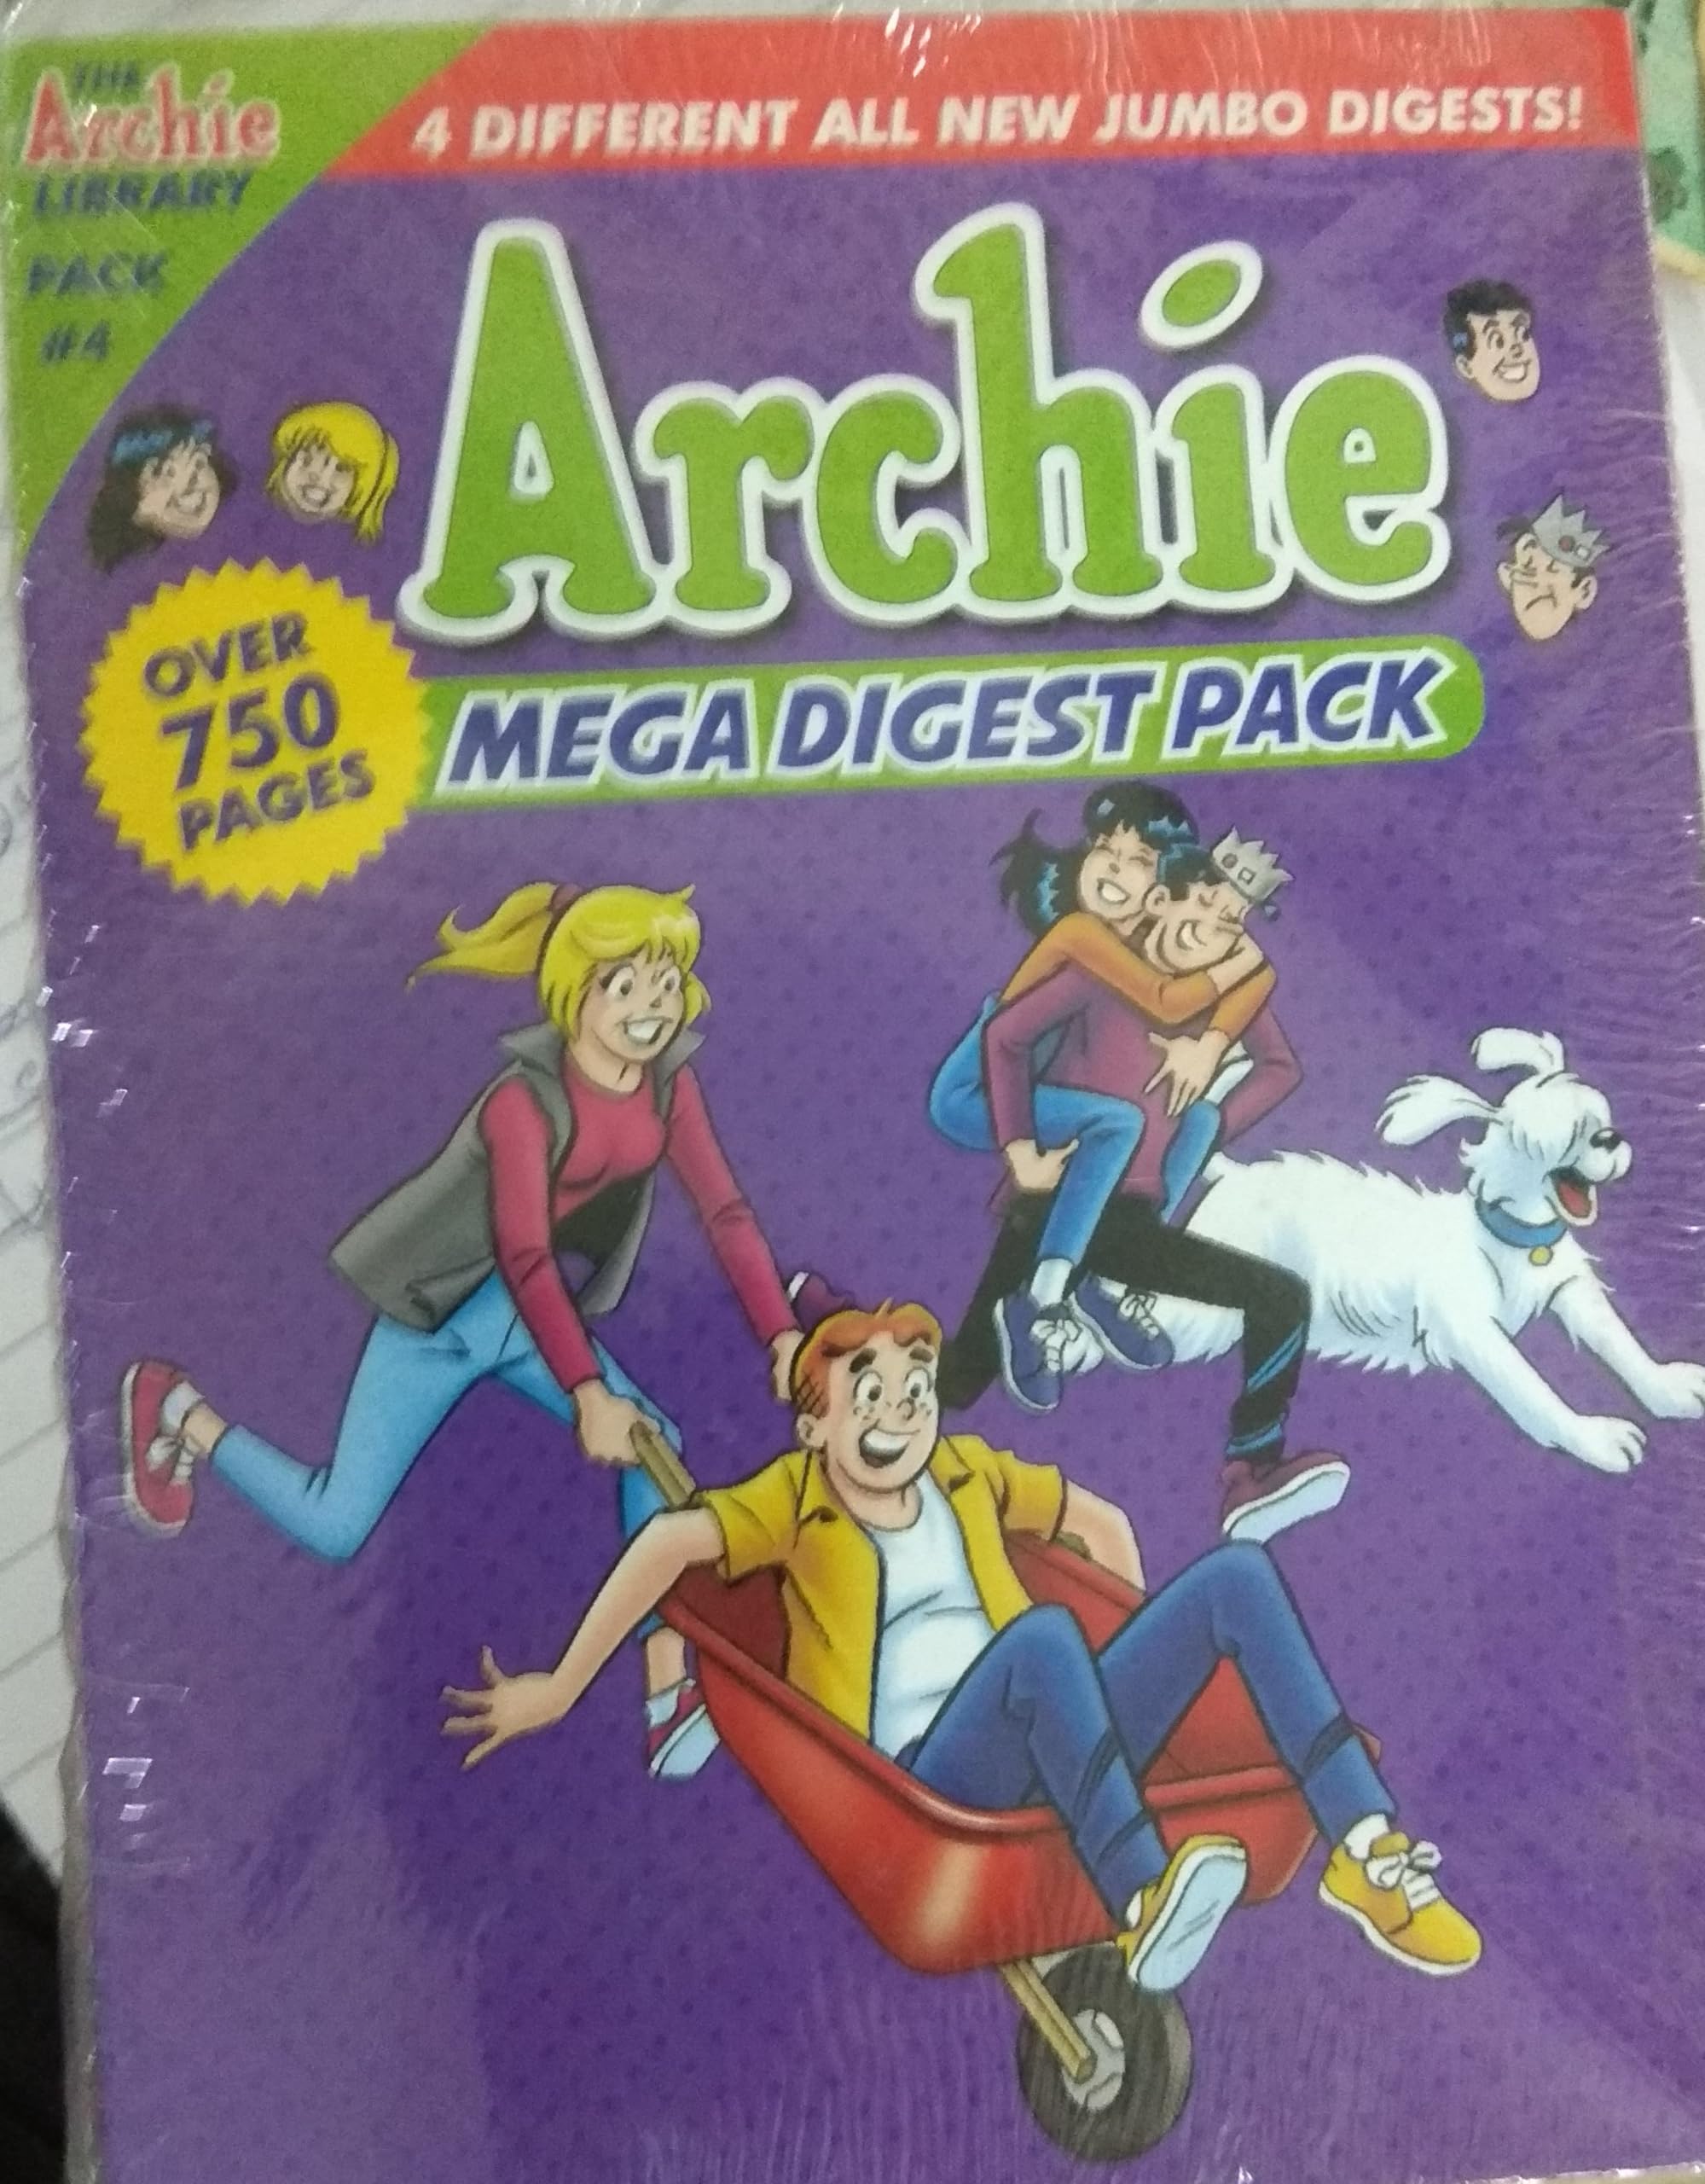 THE
Archie
LIBRARY
PACK
#4
4 DIFFERENT ALL NEW JUMBO DIGESTS!
Archie
MEGA DIGEST PACK
OVER
750
PAGES